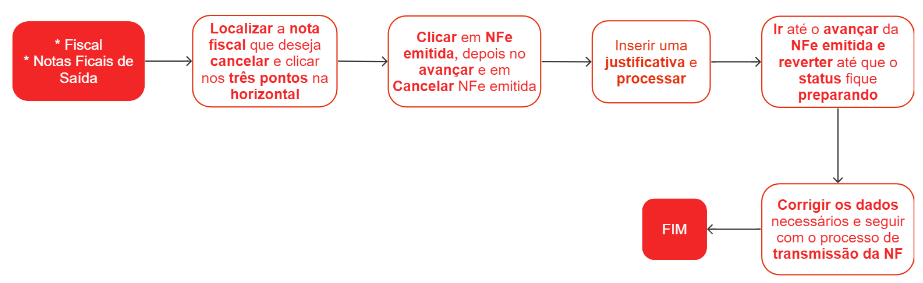 * Fiscal
* Notas Ficais de
Saída
Localizar a nota
fiscal que deseja
cancelar e clicar
nos três pontos na
horizontal
Clicar em NFe
emitida, depois no
avançar e em
Cancelar NFe emitida
Inserir uma
justificativa e
processar
Ir até o avançar da
NFe emitida e
reverter até que o
status fique
preparando
Corrigir os dados
necessários e seguir
com o processo de
transmissão da NF
FIM